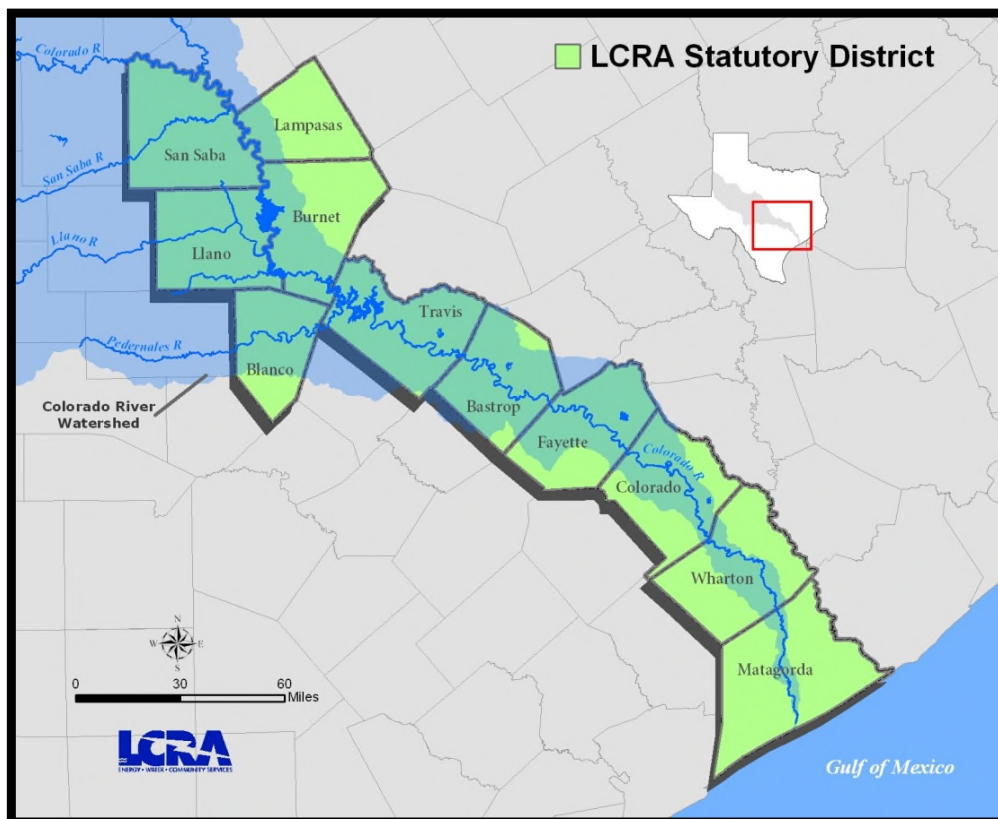 LCRA Statutory District
Colorado R
Lampasas
San Saba
San Saba R
Burnet
Llano R
Llano
Travis
Pedernales R
Blanco
Colorado River
Watershed
Bastrop
Fayette
Colorado R
Colorado
Wharton
Matagorda
N
W
E
S
0
30
60
Miles
LCRA
ENERGY • WATER • COMMUNITY SERVICES
Gulf of Mexico